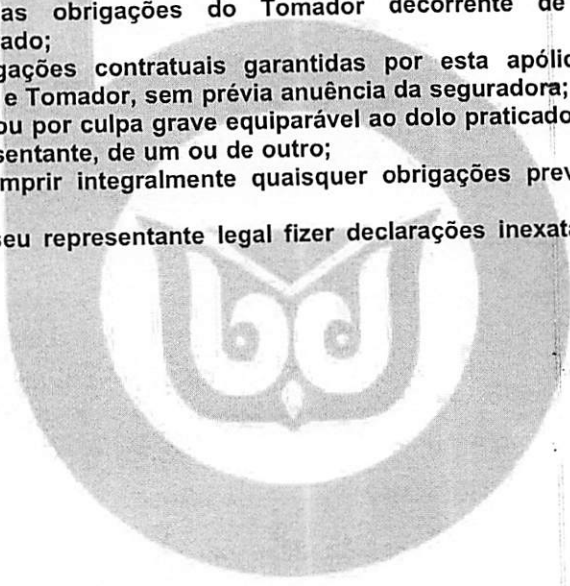 as obrigações do Tomador decorrente de
ado;
gações contratuais garantidas por esta apólic
e Tomador, sem prévia anuência da seguradora;
ou por culpa grave equiparável ao dolo praticado
sentante, de um ou de outro;
mprir integralmente quaisquer obrigações prev
seu representante legal fizer declarações inexat